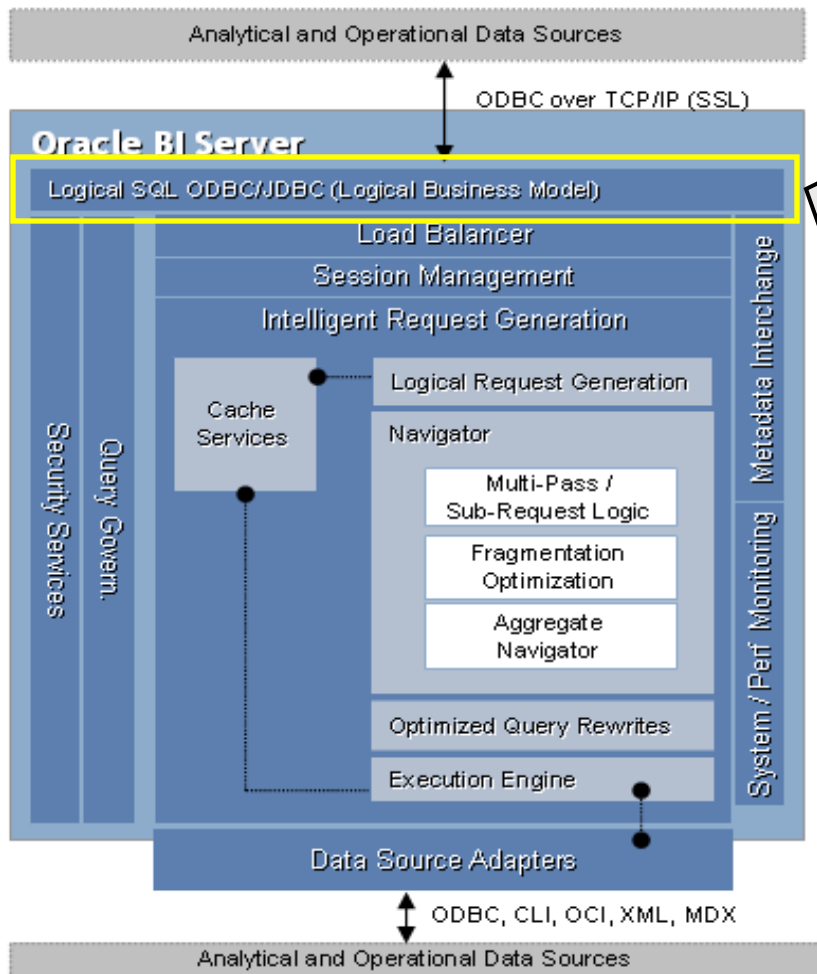 Analytical and Operational Data Sources
ODBC over TCP/IP (SSL)
Oracle BI Server
Logical SQL ODBC/JDBC (Logical Business Model)
Load Balancer
Session Management
Intelligent Request Generation
Cache
Services
Logical Request Generation
Navigator
Multi-Pass /
Sub-Request Logic
Fragmentation
Optimization
Aggregate
Navigator
Optimized Query Rewrites
Execution Engine
Security Services
Query Govern.
Metadata Interchange
System / Perf Monitoring
Data Source Adapters
ODBC, CLI, OCI, XML, MDX
Analytical and Operational Data Sources